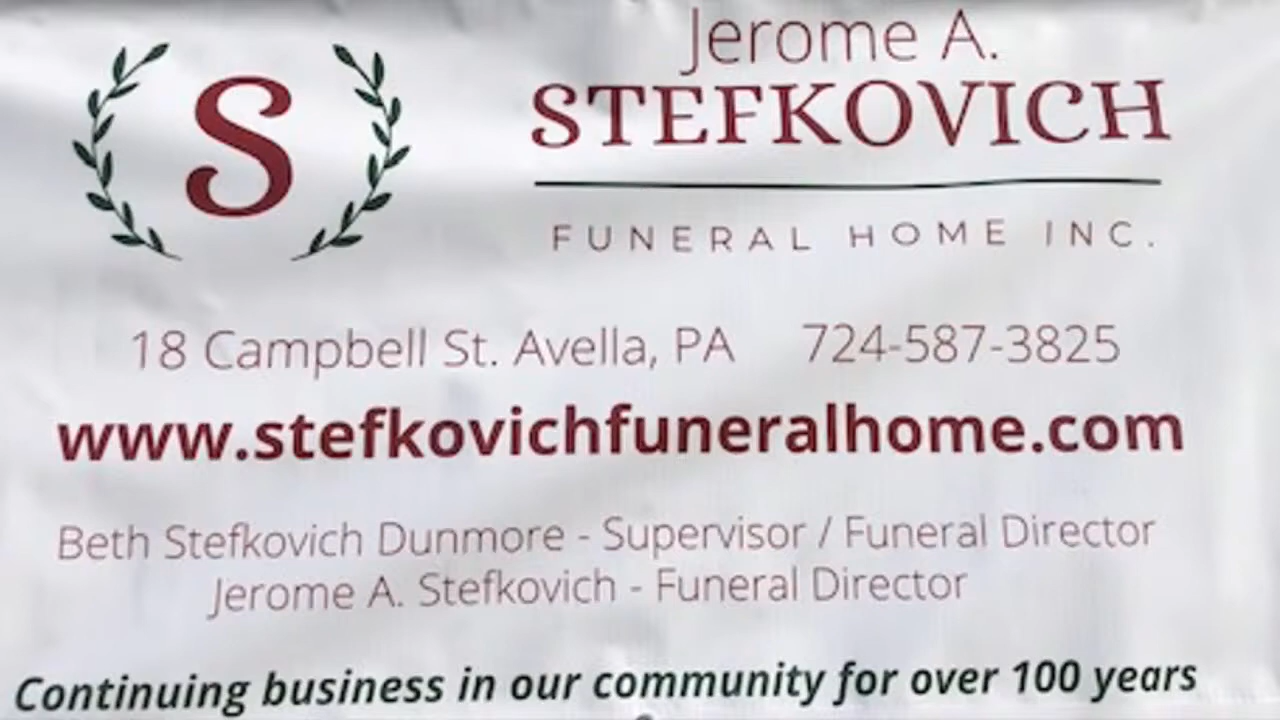 S
Jerome A.
STEFKOVICH
FUNERAL HOME INC.
18 Campbell St. Avella, PA 724-587-3825
www.stefkovichfuneralhome.com
Beth Stefkovich Dunmore - Supervisor / Funeral Director
Jerome A. Stefkovich - Funeral Director
Continuing business in our community for over 100 years